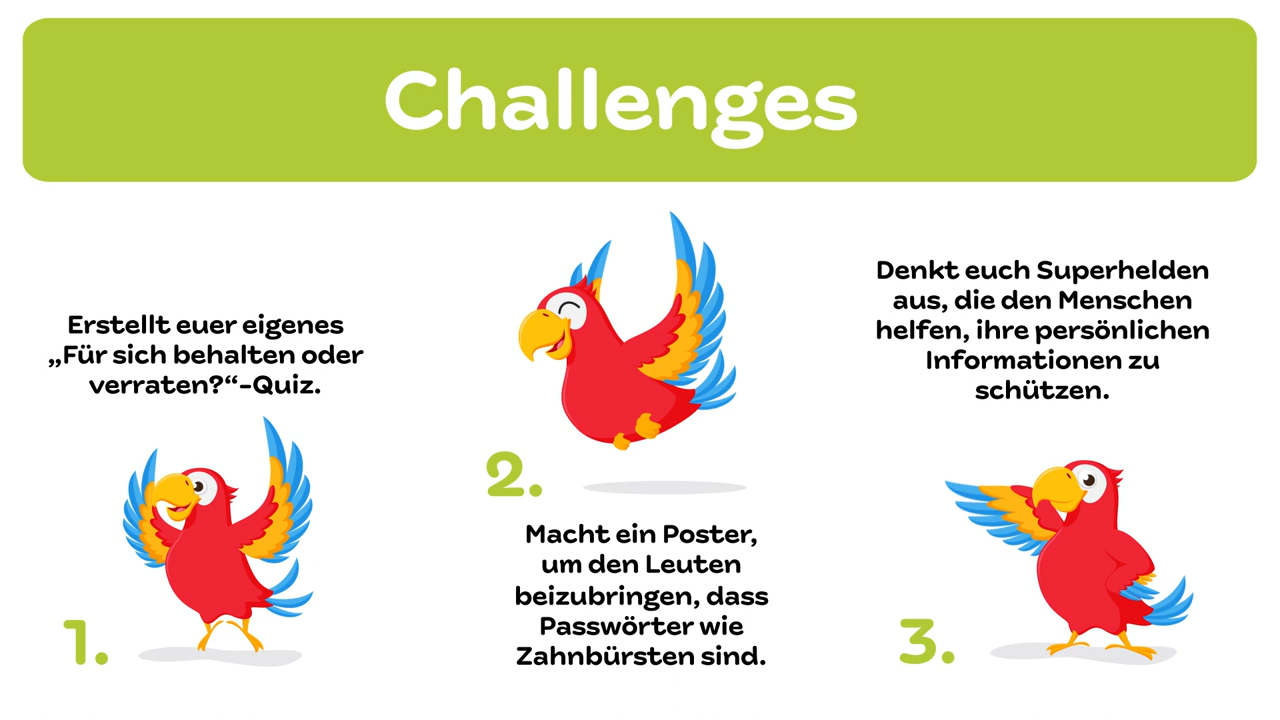 Challenges
Erstellt euer eigenes
„Für sich behalten oder
verraten?“-Quiz.
1.
2.
Macht ein Poster,
um den Leuten
beizubringen, dass
Passwörter wie
Zahnbürsten sind.
Denkt euch Superhelden
aus, die den Menschen
helfen, ihre persönlichen
Informationen zu
schützen.
3.